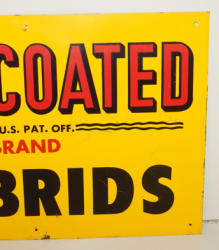 COATED
U.S. PAT. OFF.
BRAND
BRIDS